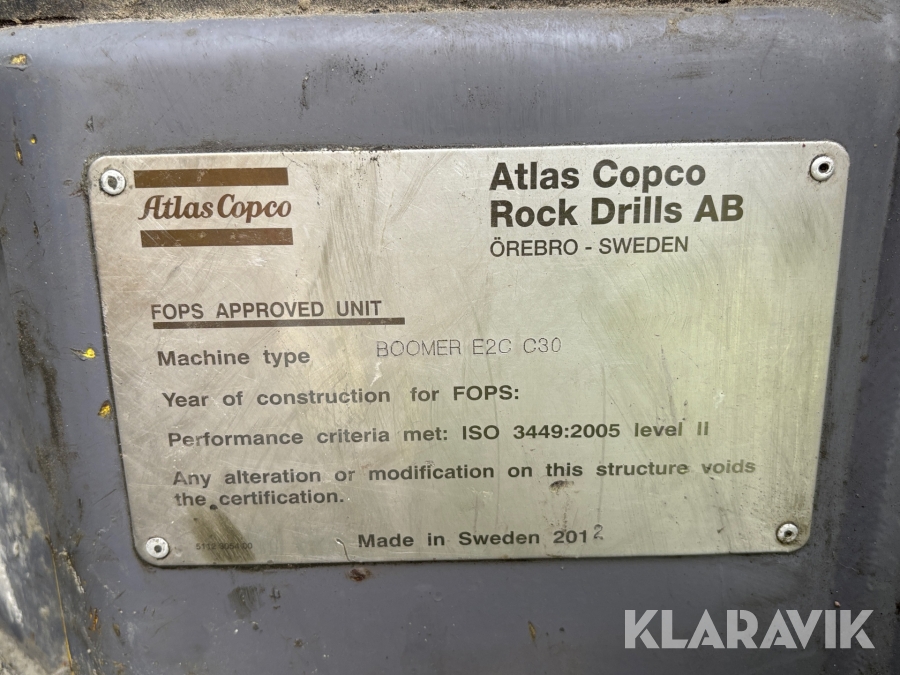 Atlas Copco
Atlas Copco
Rock Drills AB
ÖREBRO - SWEDEN
FOPS APPROVED UNIT
Machine type BOOMER E2C C30
Year of construction for FOPS:
Performance criteria met: ISO 3449:2005 level II
Any alteration or modification on this structure voids
the certification.
Made in Sweden 2012
KLARAVIK